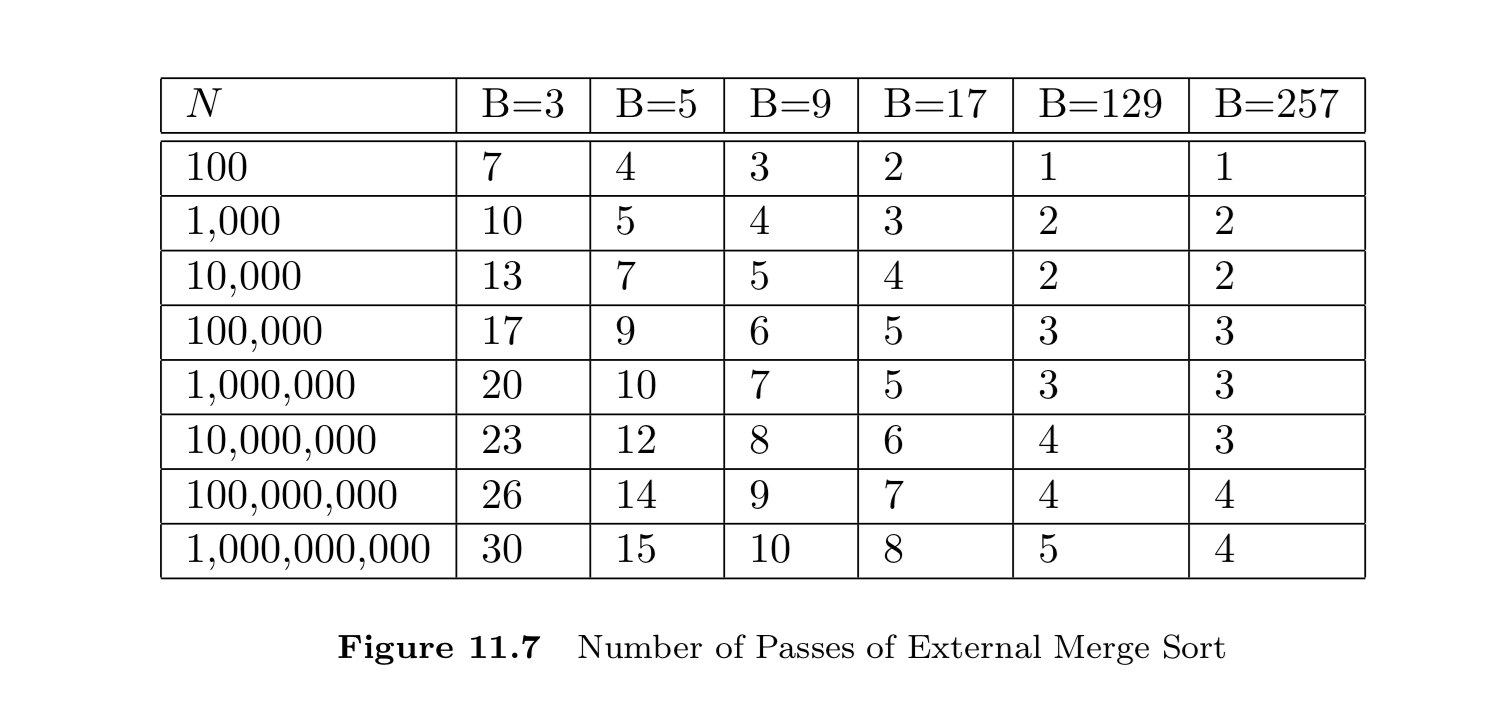 N B=3 B=5 B=9 B=17 B=129 B=257
100 7 4 3 2 1 1
1,000 10 5 4 3 2 2
10,000 13 7 5 4 2 2
100,000 17 9 6 5 3 3
1,000,000 20 10 7 5 3 3
10,000,000 23 12 8 6 4 3
100,000,000 26 14 9 7 4 4
1,000,000,000 30 15 10 8 5 4
Figure 11.7 Number of Passes of External Merge Sort